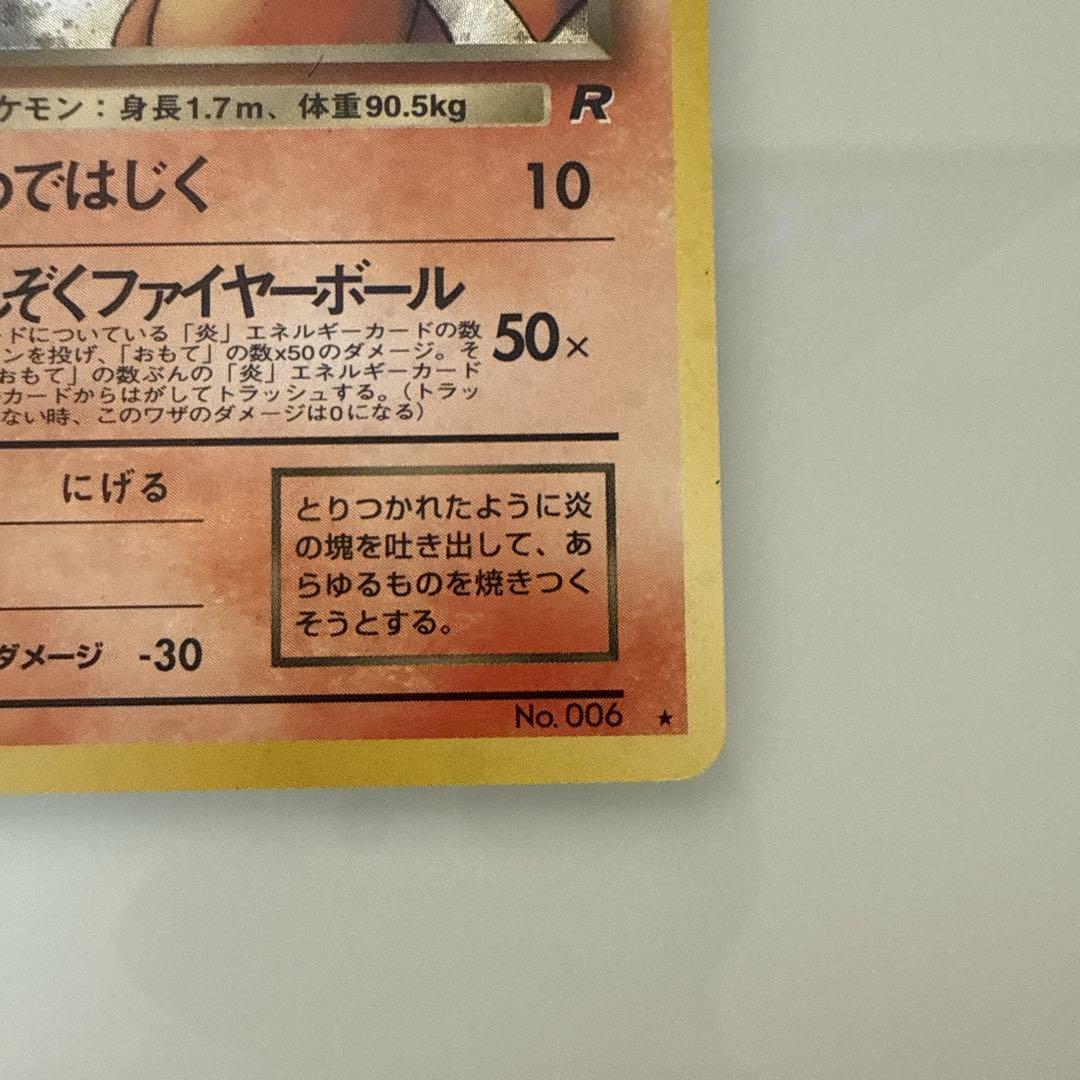 ケモン：身長1.7m、体重90.5kg R
めではじく 10
んぞくファイヤーボール
ドについている「炎」エネルギーカードの数
ンを投げ、「おもて」の数×50のダメージ。そ
おもて」の数ぶんの「炎」エネルギーカード
カードからはがしてトラッシュする。（トラッ
ない時、このワザのダメージは0になる）
50×
にげる
とりつかれたように炎
の塊を吐き出して、あ
らゆるものを焼きつく
そうとする。
ダメージ -30
No. 006 ★